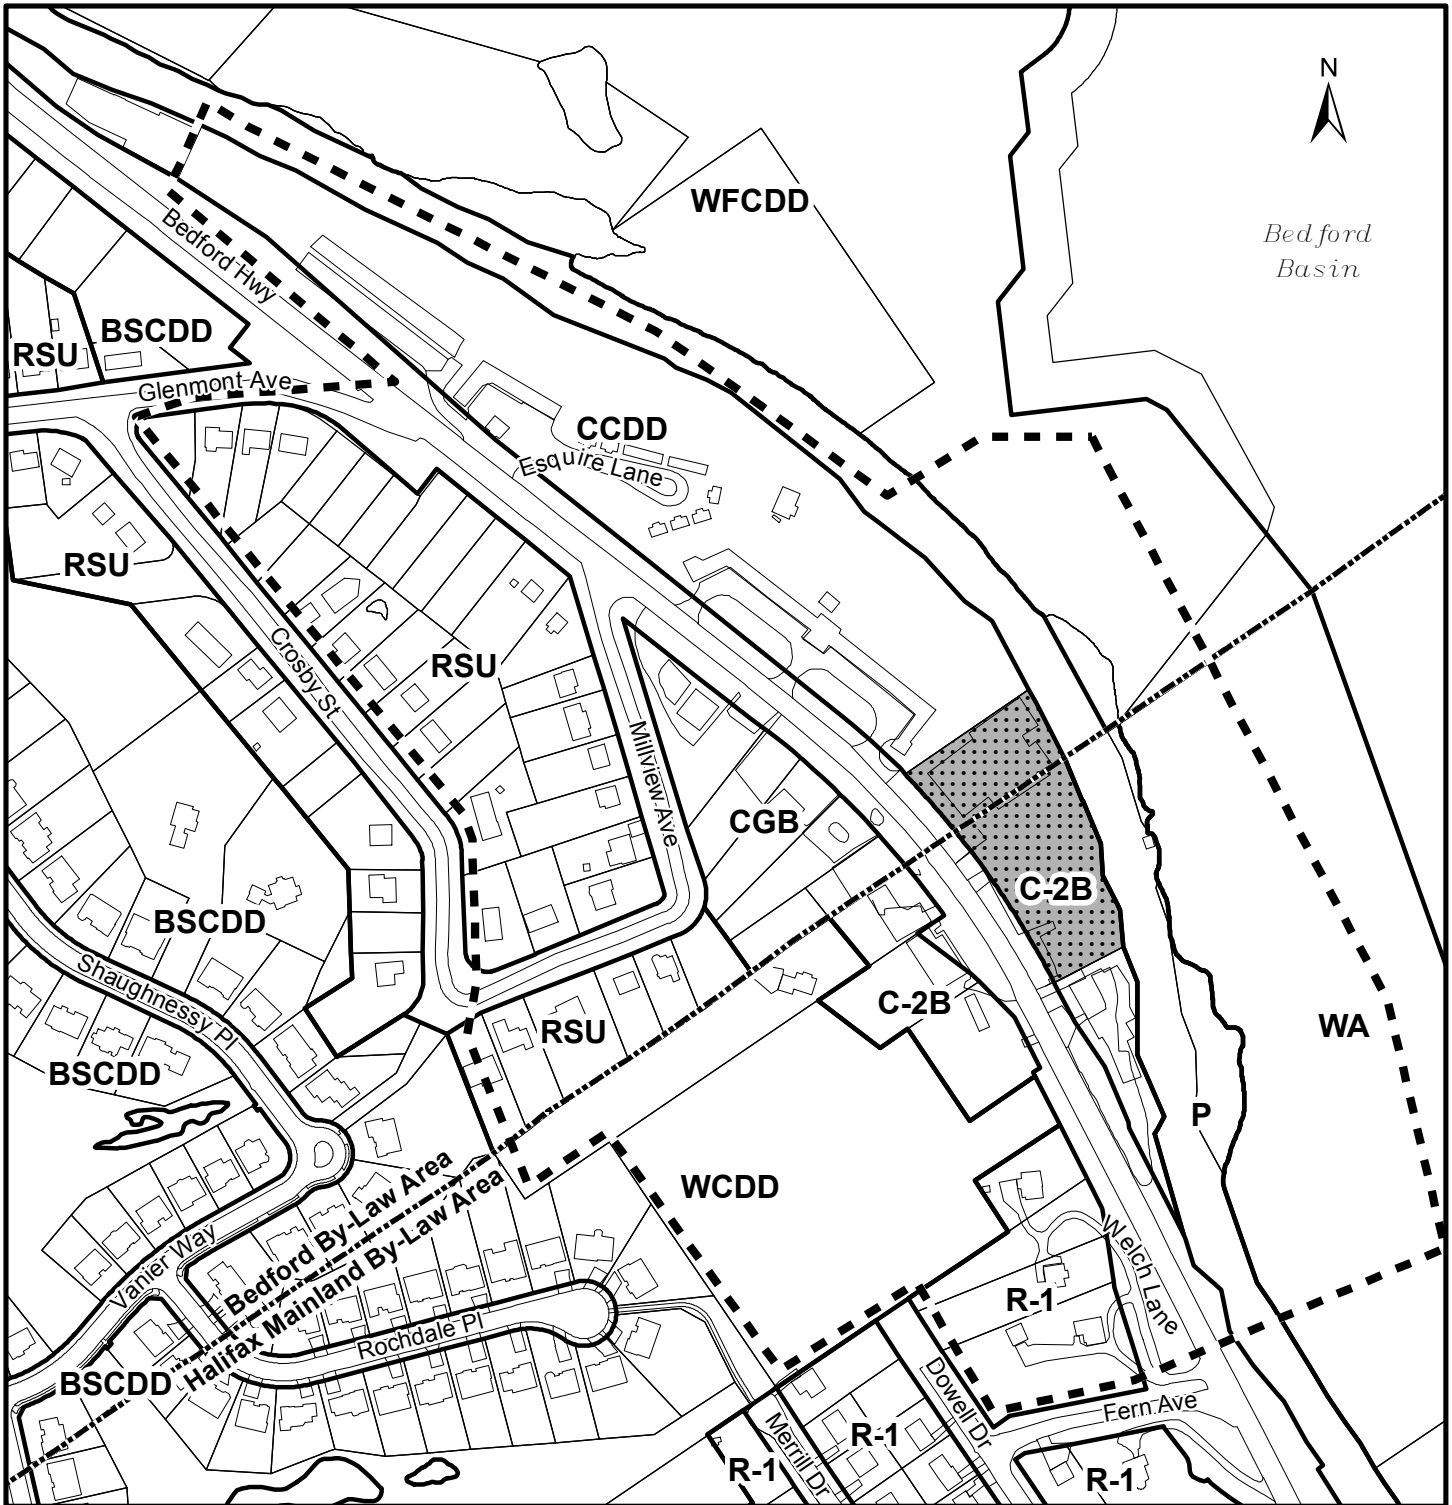 N
WFCDD
Bedford
Basin
Bedford Hwy
BSCDD
RSU
Glenmont Ave
CCDD
Esquire Lane
RSU
RSU
Crosby St
Millview Ave
CGB
C-2B
BSCDD
Shaughnessy Pl
C-2B
RSU
WA
BSCDD
P
WCDD
Bedford By-Law Area
Halifax Mainland By-Law Area
Vanier Way
Welch Lane
R-1
Rochdale Pl
BSCDD
Dowell Dr
Fern Ave
Merrill Dr
R-1
R-1
R-1